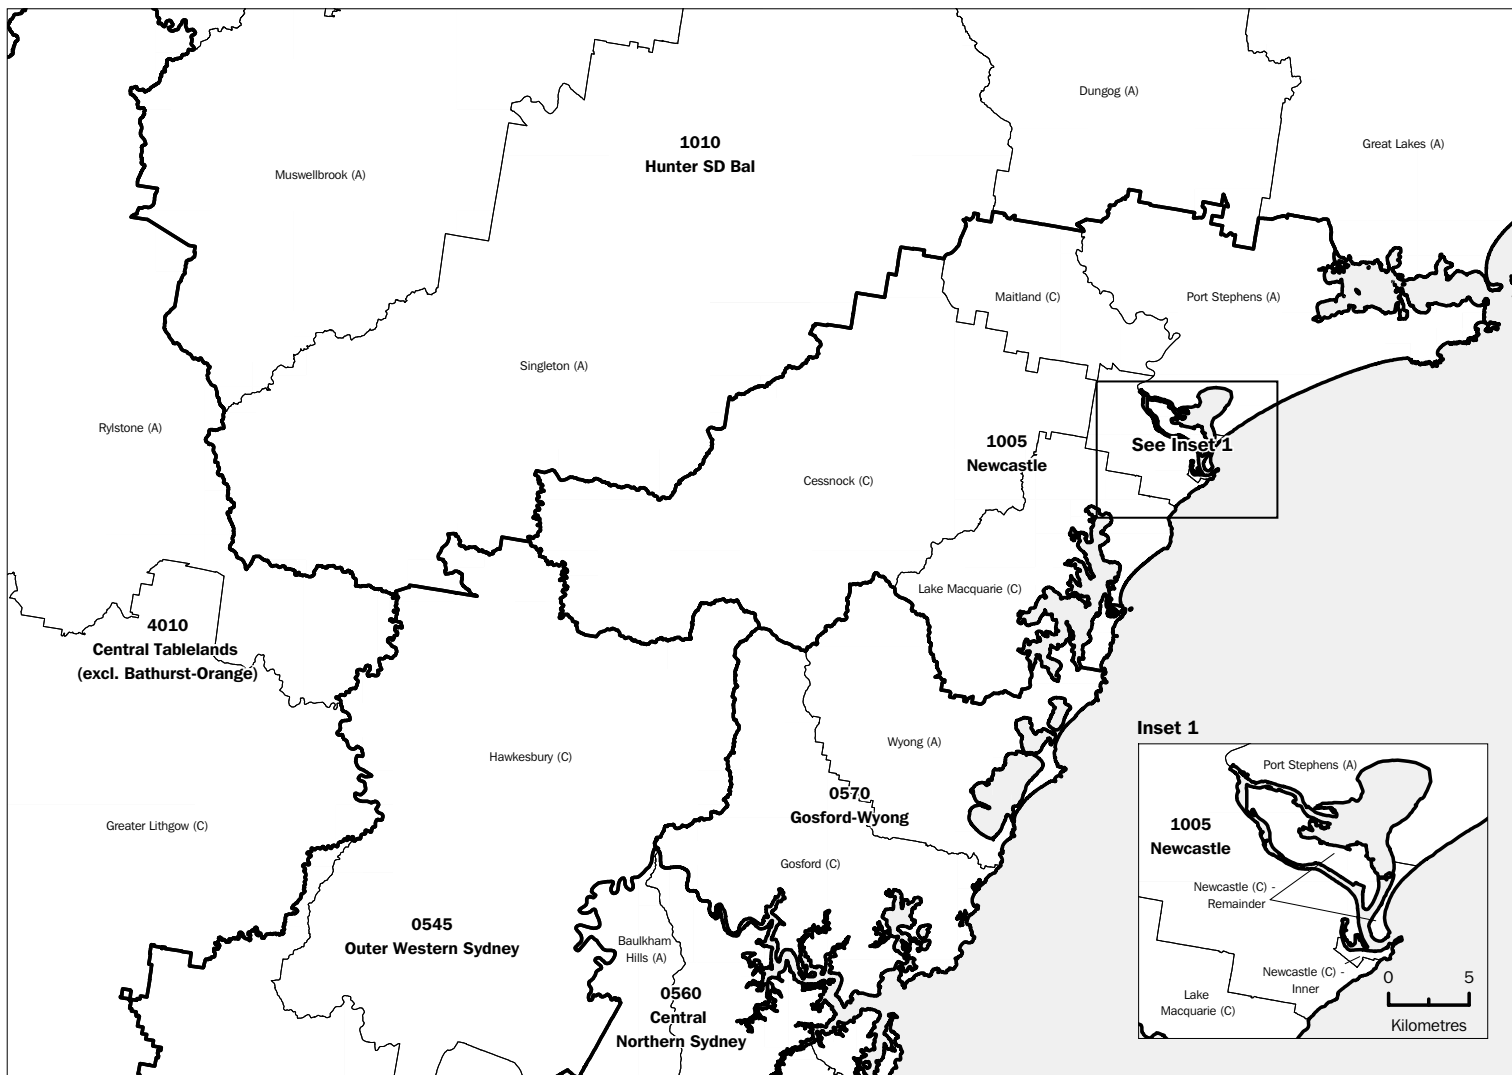 Dungog (A)
1010
Hunter SD Bal
Great Lakes (A)
Muswellbrook (A)
Maitland (C)
Port Stephens (A)
Singleton (A)
Rylstone (A)
1005
Newcastle
See Inset 1
Cessnock (C)
Lake Macquarie (C)
4010
Central Tablelands
(excl. Bathurst-Orange)
Hawkesbury (C)
Wyong (A)
0570
Gosford-Wyong
Greater Lithgow (C)
Gosford (C)
0545
Outer Western Sydney
Baulkham
Hills (A)
0560
Central
Northern Sydney
Inset 1
Port Stephens (A)
1005
Newcastle
Newcastle (C) -
Remainder
Newcastle (C) -
Inner
Lake
Macquarie (C)
0 5
Kilometres